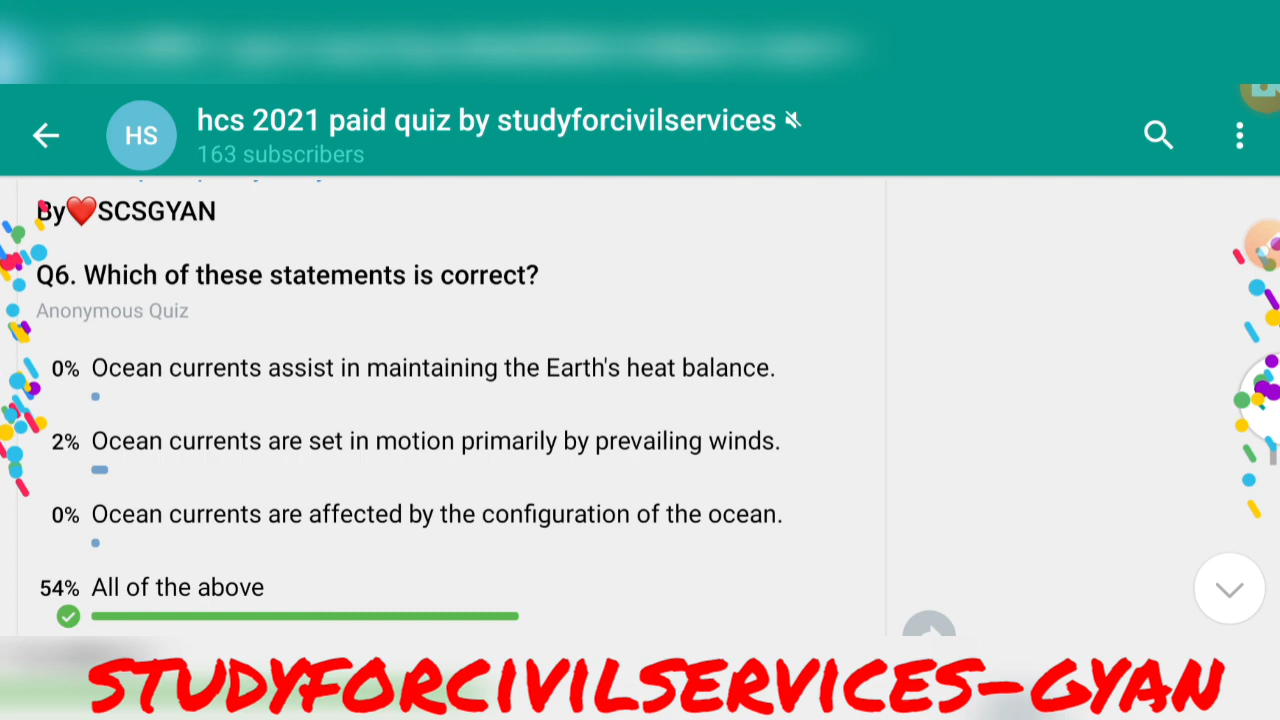 HS
hcs 2021 paid quiz by studyforcivilservices
163 subscribers
By❤️SCSGYAN
Q6. Which of these statements is correct?
Anonymous Quiz
0% Ocean currents assist in maintaining the Earth's heat balance.
2% Ocean currents are set in motion primarily by prevailing winds.
0% Ocean currents are affected by the configuration of the ocean.
54% All of the above
STUDYFORCIVILSERVICES-GYAN